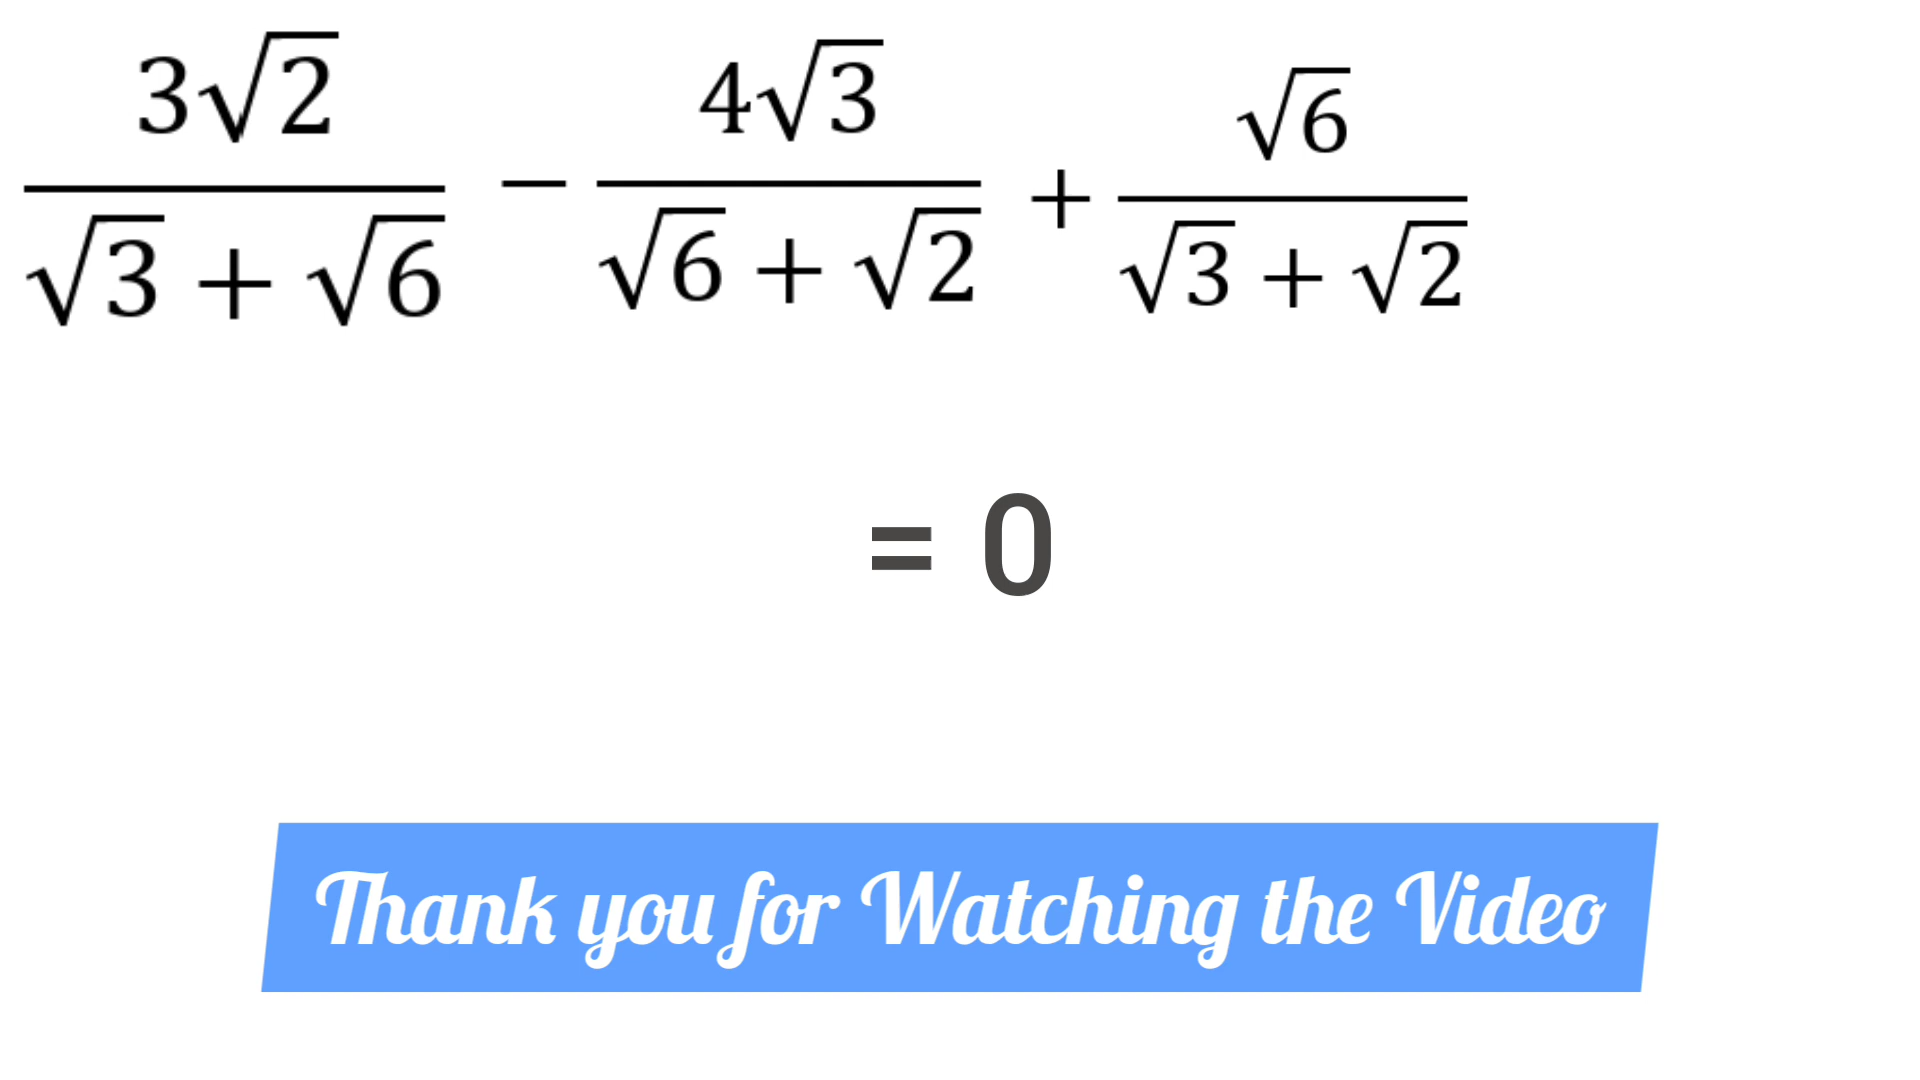 3√2 / (√3 + √6) − 4√3 / (√6 + √2) + √6 / (√3 + √2)
= 0
Thank you for Watching the Video